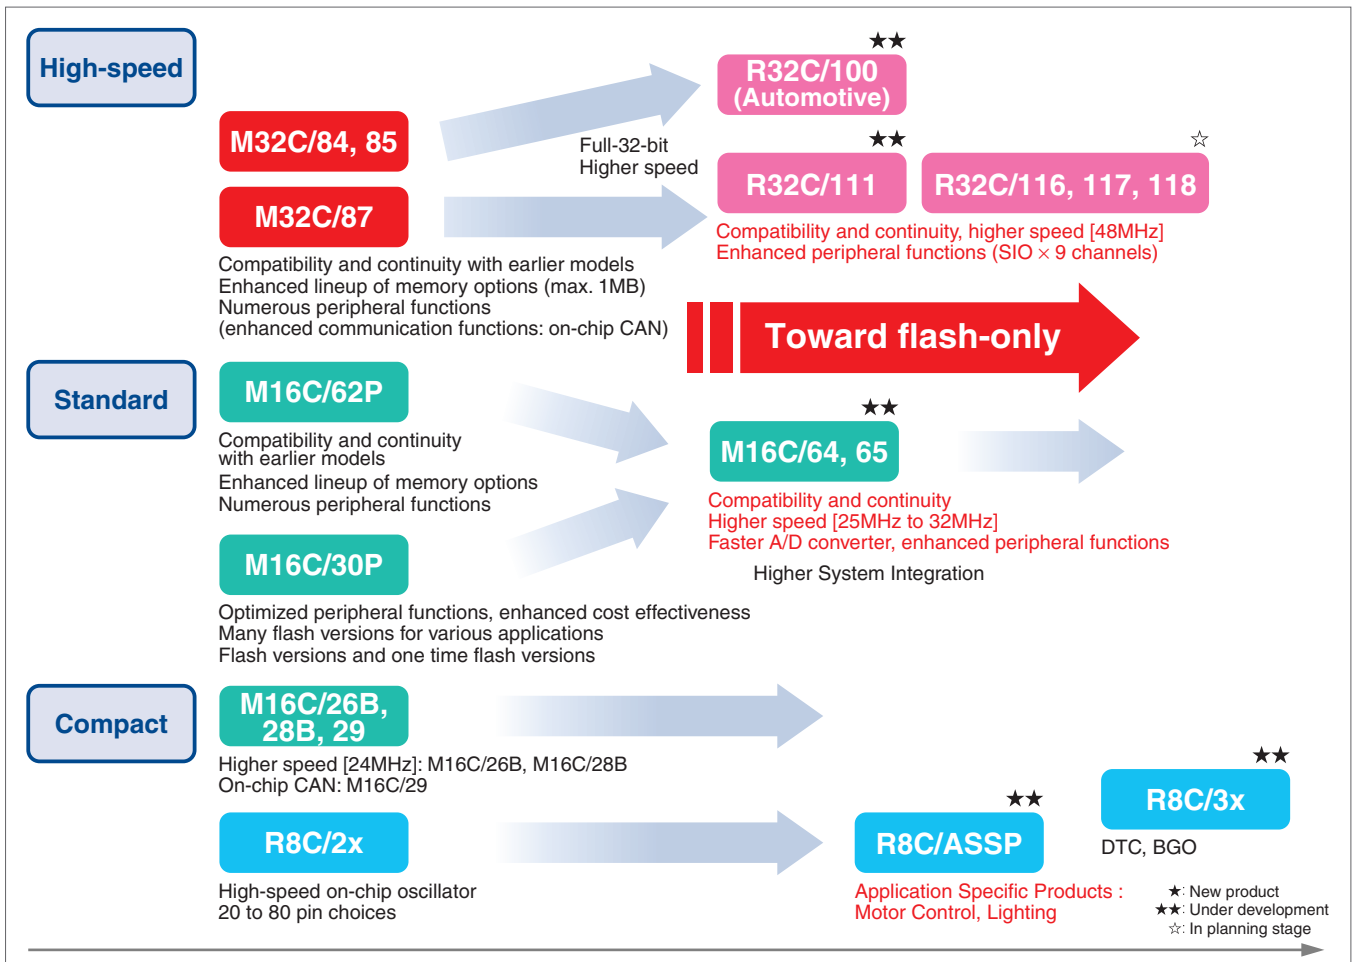 High-speed
★★
R32C/100
(Automotive)
M32C/84, 85
Full-32-bit
Higher speed
★★
☆
R32C/111
R32C/116, 117, 118
M32C/87
Compatibility and continuity, higher speed [48MHz]
Enhanced peripheral functions (SIO × 9 channels)
Compatibility and continuity with earlier models
Enhanced lineup of memory options (max. 1MB)
Numerous peripheral functions
(enhanced communication functions: on-chip CAN)
Toward flash-only
Standard
M16C/62P
Compatibility and continuity
with earlier models
Enhanced lineup of memory options
Numerous peripheral functions
★★
M16C/64, 65
Compatibility and continuity
Higher speed [25MHz to 32MHz]
Faster A/D converter, enhanced peripheral functions
Higher System Integration
M16C/30P
Optimized peripheral functions, enhanced cost effectiveness
Many flash versions for various applications
Flash versions and one time flash versions
Compact
M16C/26B,
28B, 29
Higher speed [24MHz]: M16C/26B, M16C/28B
On-chip CAN: M16C/29
R8C/2x
High-speed on-chip oscillator
20 to 80 pin choices
★★
R8C/ASSP
Application Specific Products :
Motor Control, Lighting
★★
R8C/3x
DTC, BGO
★: New product
★★: Under development
☆: In planning stage